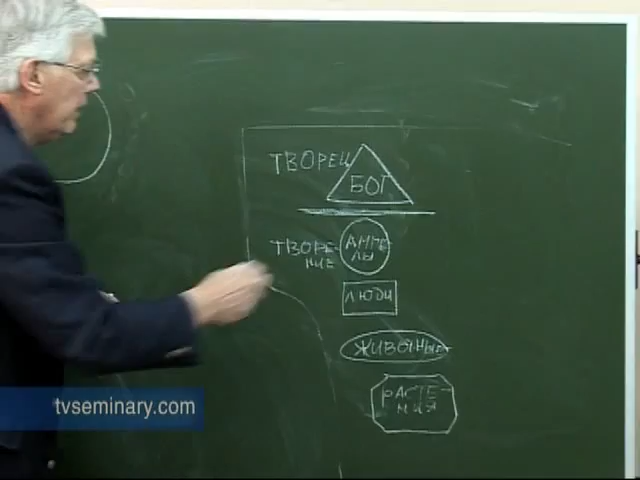 ТВОРЕЦ
БОГ
ТВОРЕ-
НИЕ
АНГЕ-
ЛЫ
ЛЮДИ
ЖИВОТНЫЕ
РАСТЕ-
НИЯ
tvseminary.com